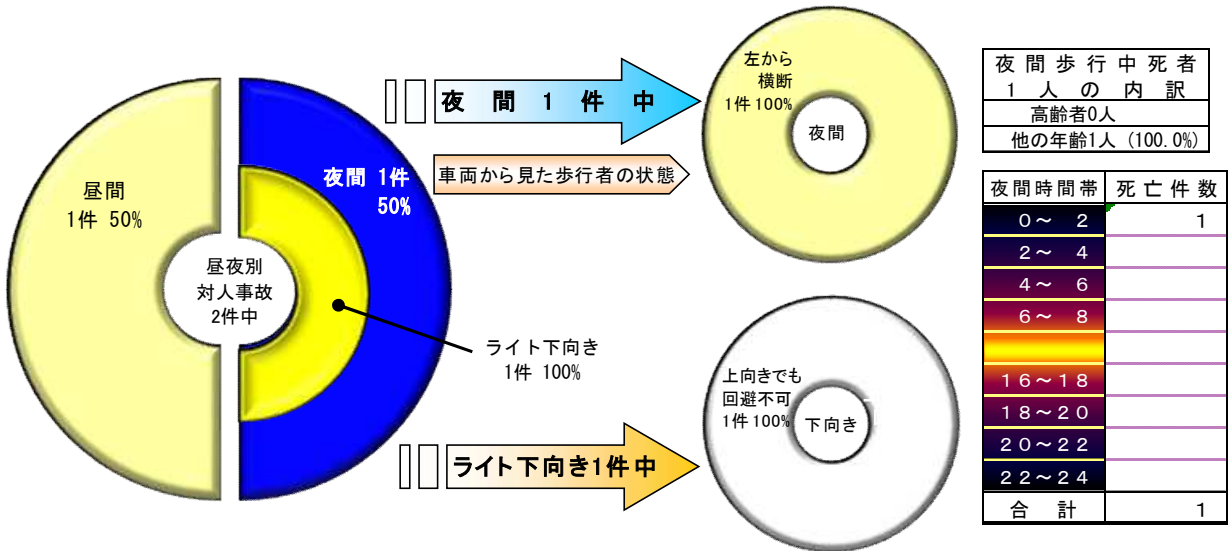 昼間
1件 50%
夜間 1件
50%
昼夜別
対人事故
2件中
ライト下向き
1件 100%
夜間1件中
車両から見た歩行者の状態
左から
横断
1件100%
夜間
ライト下向き1件中
上向きでも
回避不可
1件100%
下向き
夜間歩行中死者
1人の内訳
高齢者0人
他の年齢1人 (100.0%)
夜間時間帯 死亡件数
0～ 2 1
2～ 4
4～ 6
6～ 8
16～18
18～20
20～22
22～24
合計 1